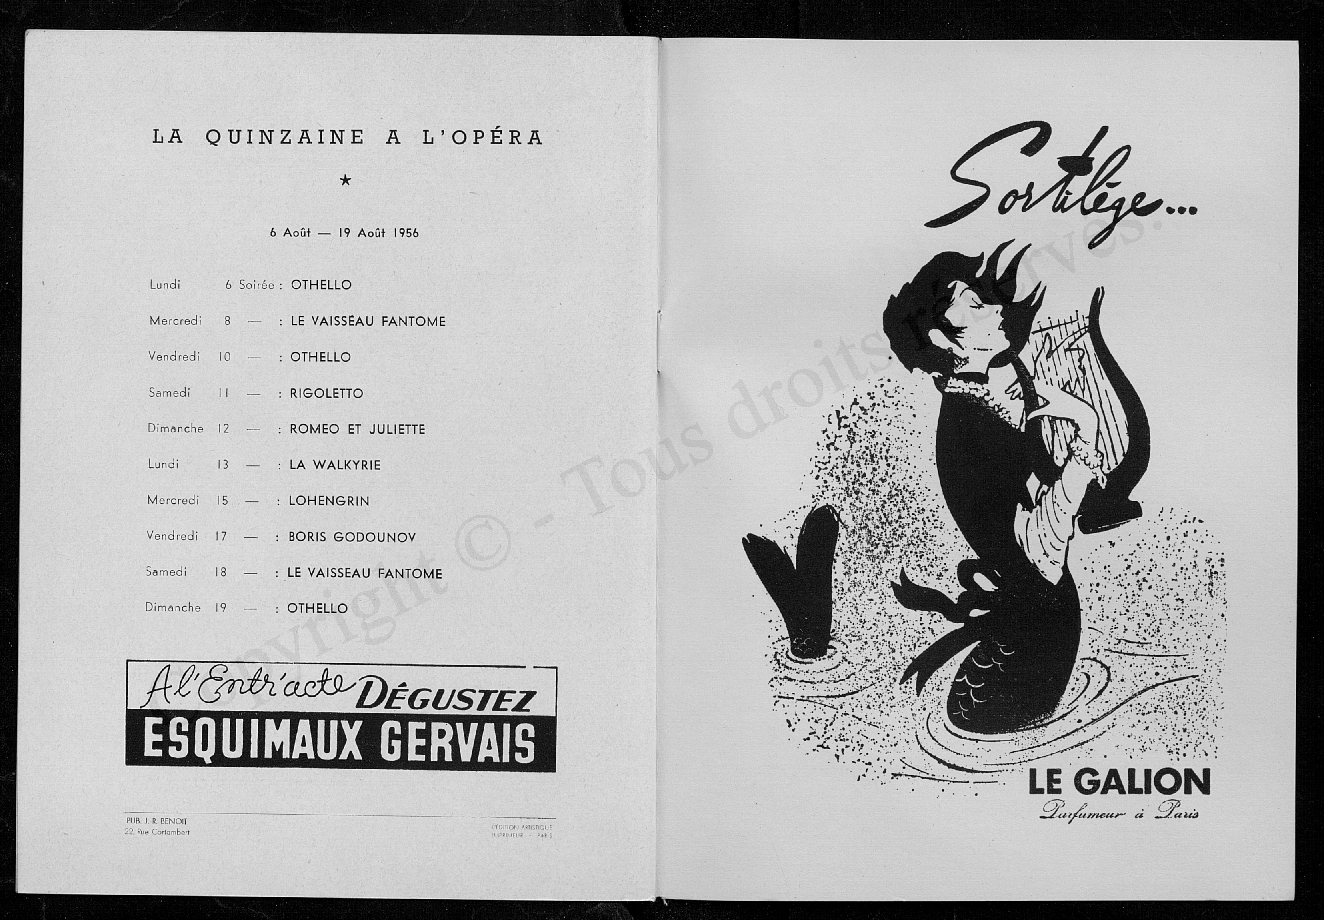 LA QUINZAINE A L'OPÉRA
★
6 Août — 19 Août 1956
Lundi 6 Soirée : OTHELLO
Mercredi 8 — : LE VAISSEAU FANTOME
Vendredi 10 — : OTHELLO
Samedi 11 — : RIGOLETTO
Dimanche 12 — : ROMEO ET JULIETTE
Lundi 13 — : LA WALKYRIE
Mercredi 15 — : LOHENGRIN
Vendredi 17 — : BORIS GODOUNOV
Samedi 18 — : LE VAISSEAU FANTOME
Dimanche 19 — : OTHELLO
A l'Entr'acte DÉGUSTEZ
ESQUIMAUX GERVAIS
PUB. J. R. BENOIT
22, Rue Cortambert
L'ÉDITION ARTISTIQUE
PARIS
Sortilège...
LE GALION
Parfumeur à Paris
Copyright © - Tous droits réservés.